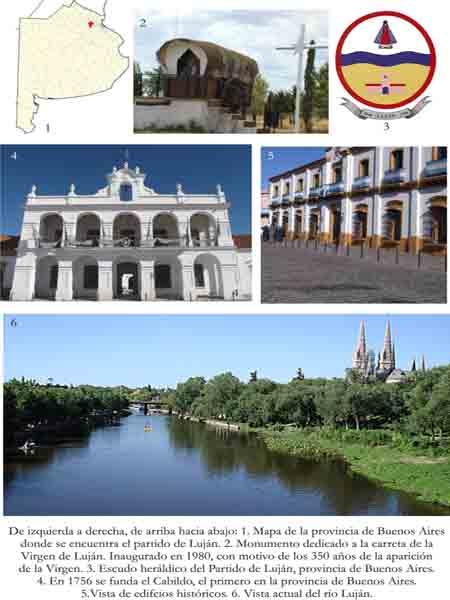 1
2
3
4
5
6
De izquierda a derecha, de arriba hacia abajo: 1. Mapa de la provincia de Buenos Aires
donde se encuentra el partido de Luján. 2. Monumento dedicado a la carreta de la
Virgen de Luján. Inaugurado en 1980, con motivo de los 350 años de la aparición
de la Virgen. 3. Escudo heráldico del Partido de Luján, provincia de Buenos Aires.
4. En 1756 se funda el Cabildo, el primero en la provincia de Buenos Aires.
5.Vista de edifcios históricos. 6. Vista actual del río Luján.